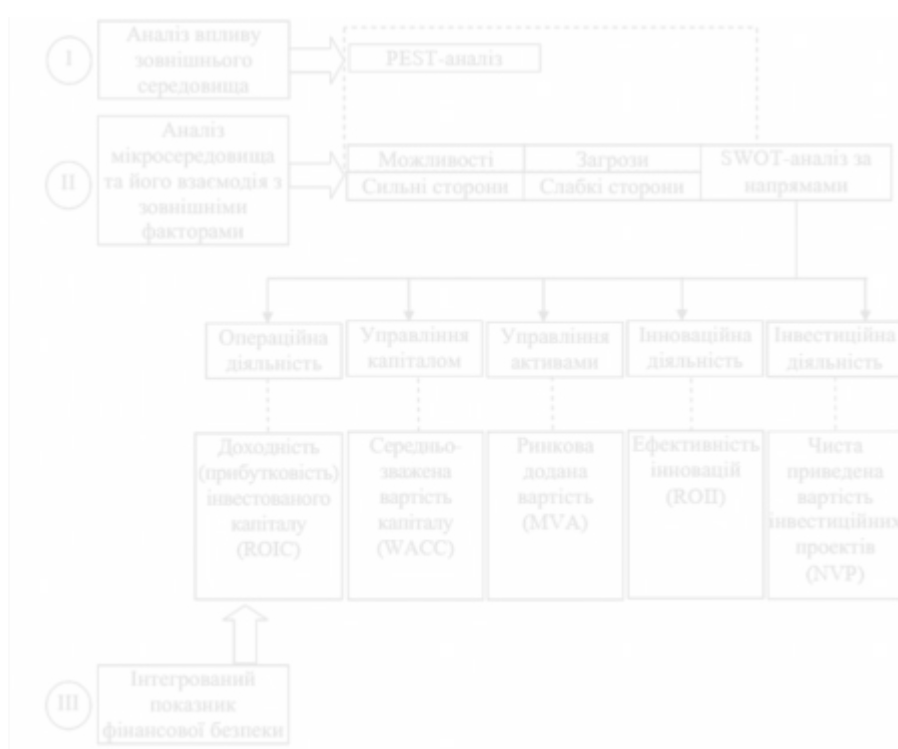 I
Аналіз впливу
зовнішнього
середовища
PEST-аналіз
II
Аналіз
мікросередовища
та його взаємодія з
зовнішніми
факторами
Можливості
Загрози
Сильні сторони
Слабкі сторони
SWOT-аналіз за
напрямами
Операційна
діяльність
Управління
капіталом
Управління
активами
Інноваційна
діяльність
Інвестиційна
діяльність
Доходність
(прибутковість)
інвестованого
капіталу
(ROIC)
Середньо-
зважена
вартість
капіталу
(WACC)
Рникова
додана
вартість
(MVA)
Ефективність
інновацій
(ROII)
Чиста
приведена
вартість
інвестиційних
проектів
(NVP)
III
Інтегрований
показник
фінансової безпеки